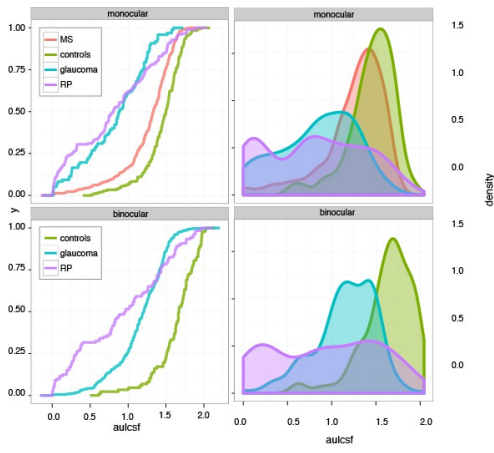 monocular
monocular
1.00
0.75
0.50
0.25
0.00
MS
controls
glaucoma
RP
1.5
1.0
0.5
0.0
y
density
binocular
binocular
1.00
0.75
0.50
0.25
0.00
controls
glaucoma
RP
1.5
1.0
0.5
0.0
0.0 0.5 1.0 1.5 2.0
0.0 0.5 1.0 1.5 2.0
aulcsf
aulcsf